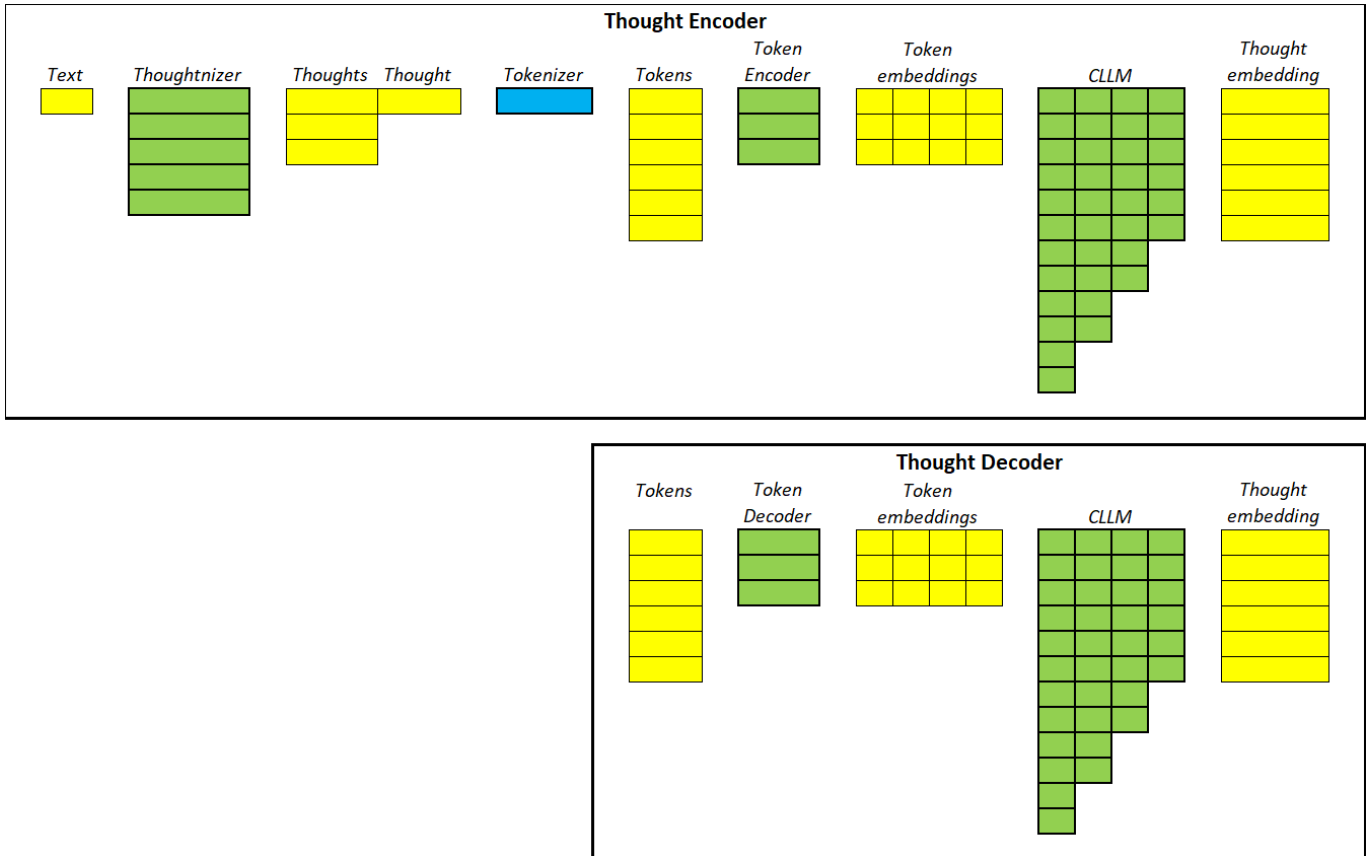 Thought Encoder
Token Token Thought
Text Thoughtnizer Thoughts Thought Tokenizer Tokens Encoder embeddings CLLM embedding
Thought Decoder
Tokens Token Token Thought
Decoder embeddings CLLM embedding